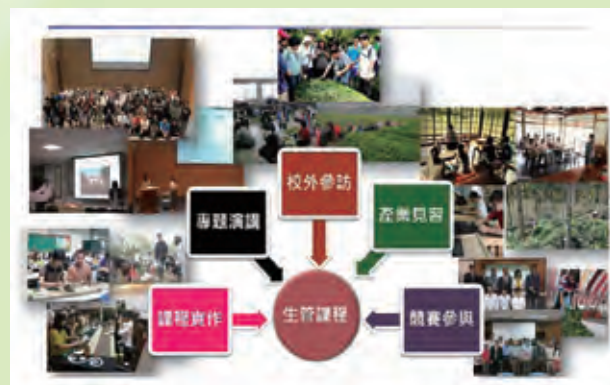 校外參訪
專題演講
產業見習
課程實作
生管課程
競賽參與